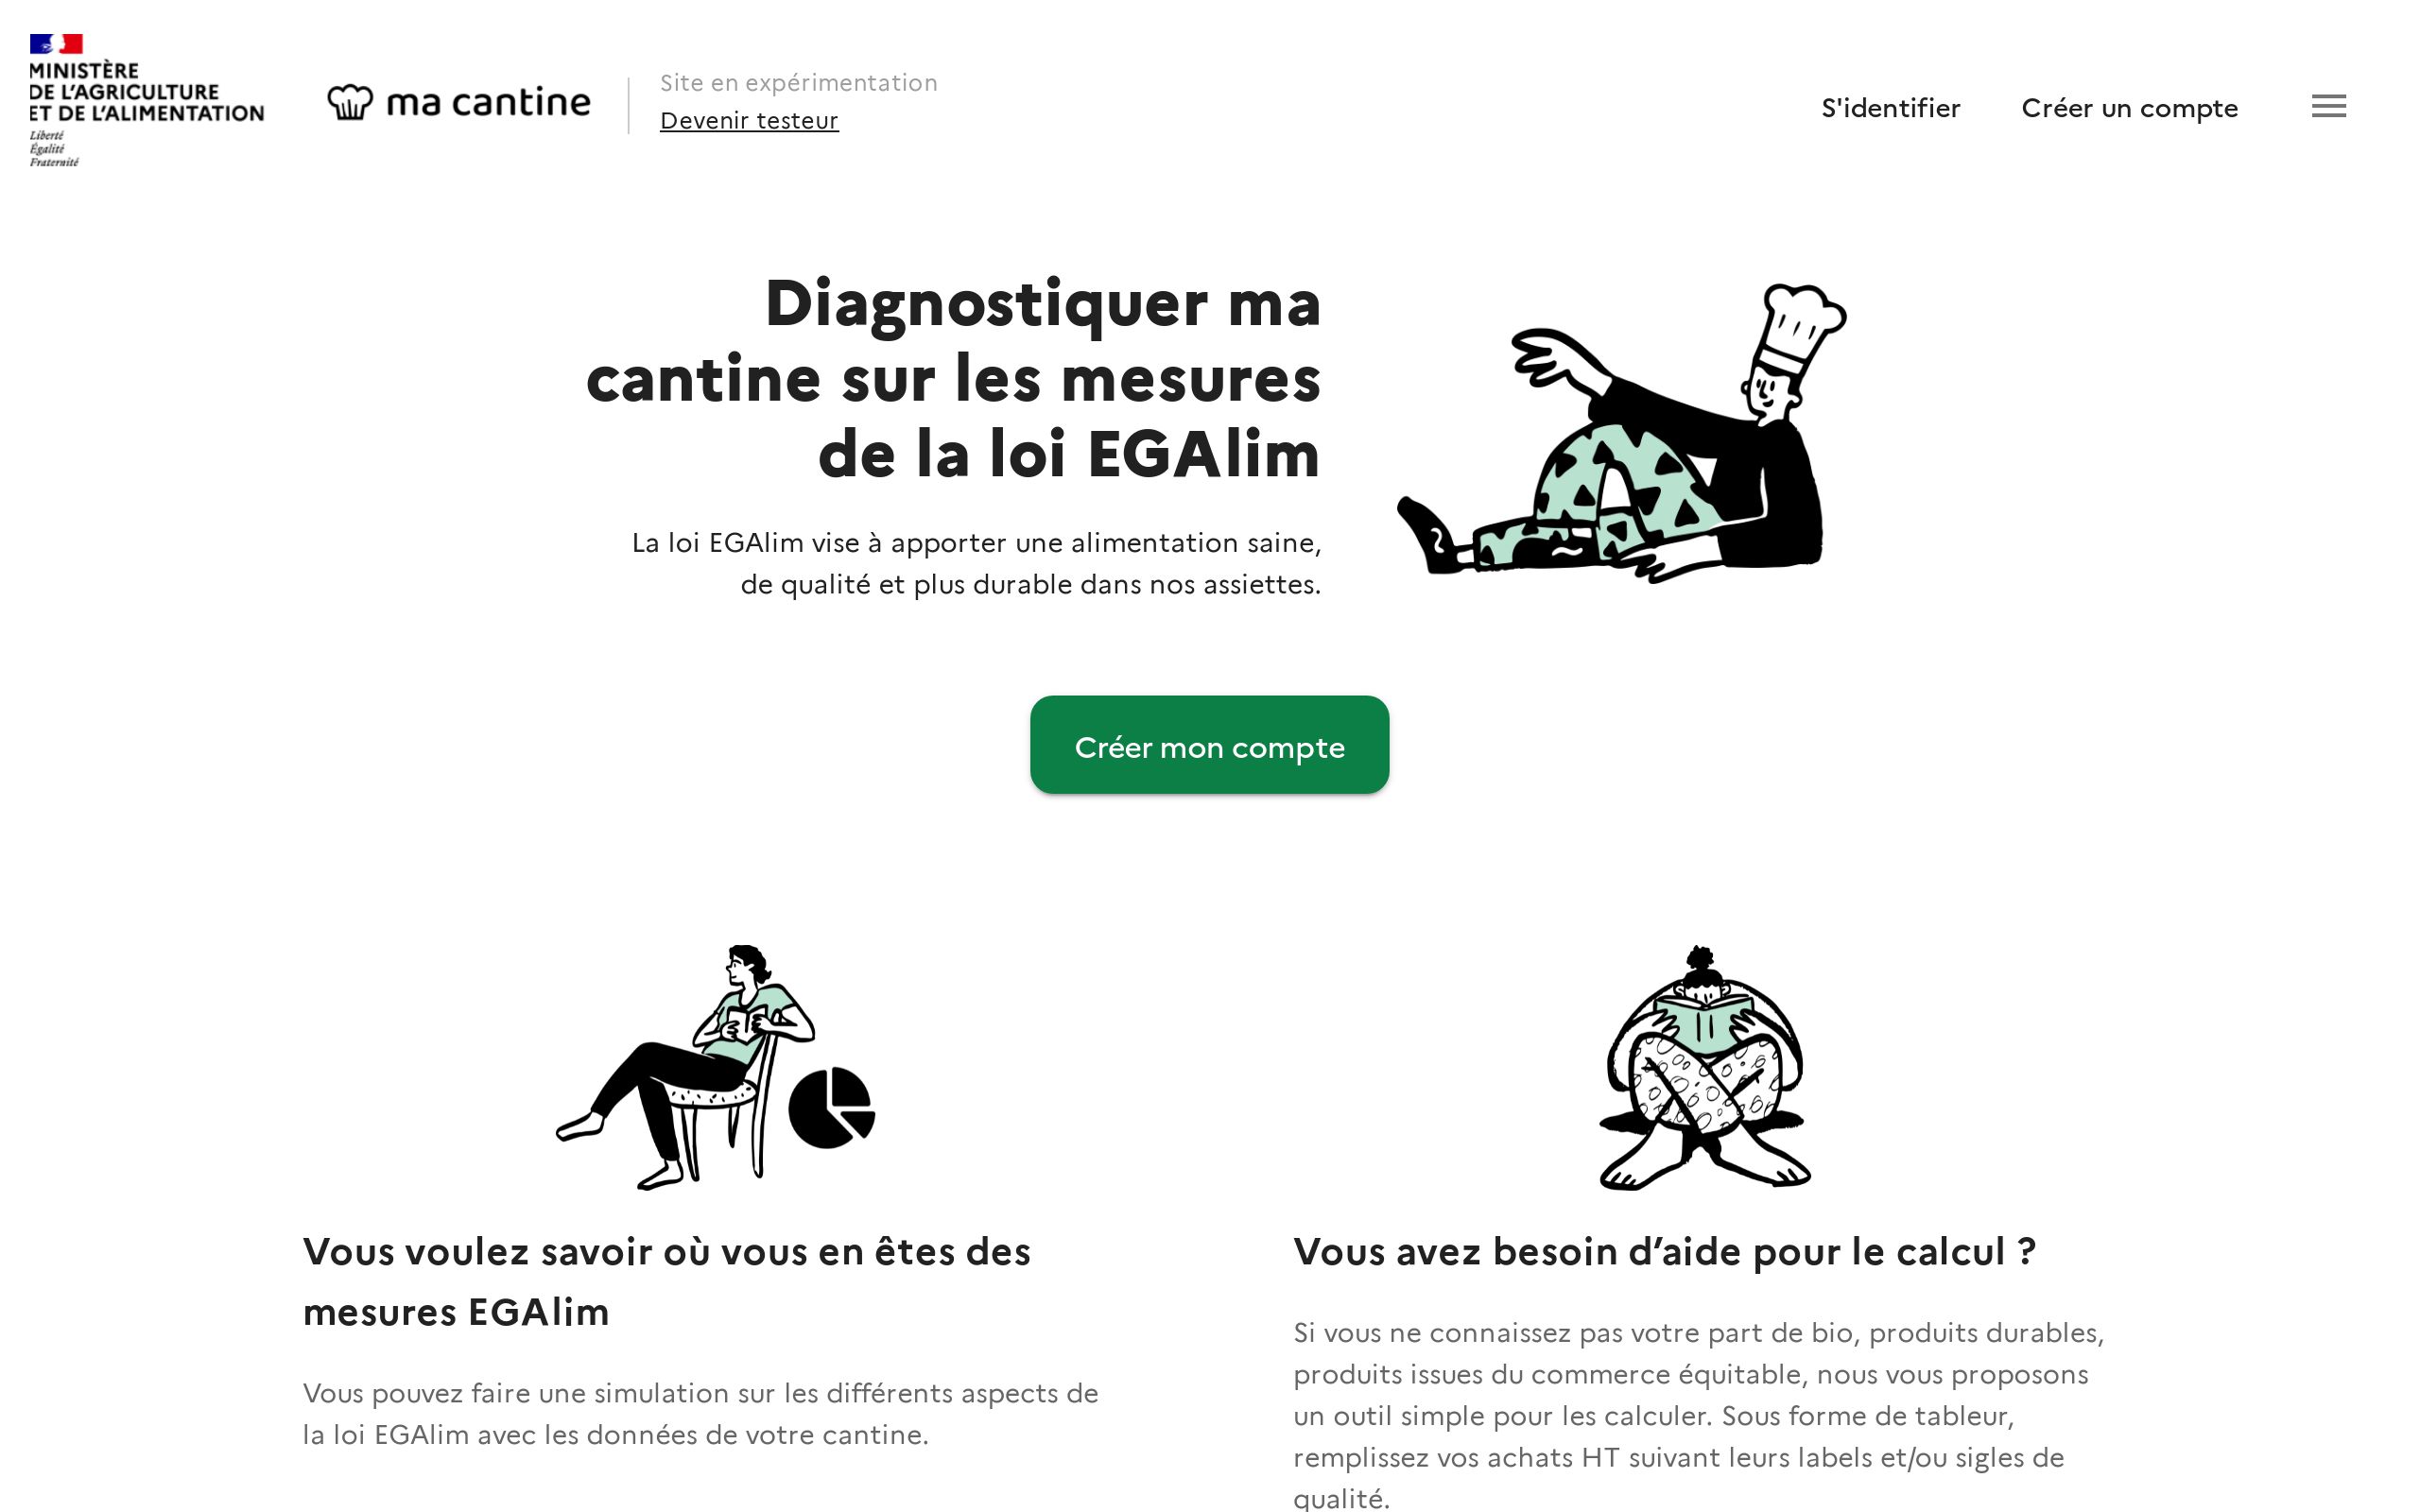 MINISTÈRE
DE L'AGRICULTURE
ET DE L'ALIMENTATION
Liberté
Égalité
Fraternité
ma cantine
Site en expérimentation
Devenir testeur
S'identifier
Créer un compte
Diagnostiquer ma
cantine sur les mesures
de la loi EGAlim
La loi EGAlim vise à apporter une alimentation saine,
de qualité et plus durable dans nos assiettes.
Créer mon compte
Vous voulez savoir où vous en êtes des
mesures EGAlim
Vous pouvez faire une simulation sur les différents aspects de
la loi EGAlim avec les données de votre cantine.
Vous avez besoin d’aide pour le calcul ?
Si vous ne connaissez pas votre part de bio, produits durables,
produits issues du commerce équitable, nous vous proposons
un outil simple pour les calculer. Sous forme de tableur,
remplissez vos achats HT suivant leurs labels et/ou sigles de
qualité.